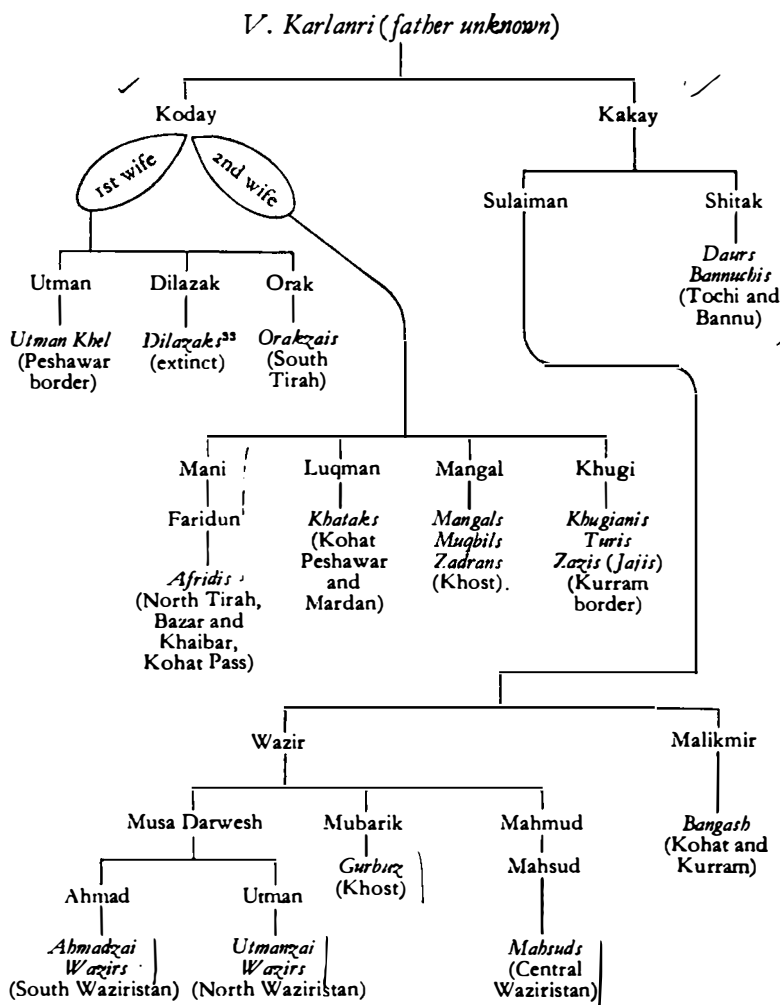 V. Karlanri (father unknown)
Koday
Kakay
1st wife
2nd wife
Sulaiman
Shitak
Daurs
Bannuchis
(Tochi and
Bannu)
Utman
Dilazak
Orak
Utman Khel
(Peshawar
border)
Dilazaks³³
(extinct)
Orakzais
(South
Tirah)
Mani
Luqman
Mangal
Khugi
Faridun
Afridis
(North Tirah,
Bazar and
Khaibar,
Kohat Pass)
Khataks
(Kohat
Peshawar
and
Mardan)
Mangals
Muqbils
Zadrans
(Khost).
Khugianis
Turis
Zazis (Jajis)
(Kurram
border)
Wazir
Malikmir
Musa Darwesh
Mubarik
Mahmud
Bangash
(Kohat and
Kurram)
Gurbuz
(Khost)
Mahsud
Ahmad
Utman
Ahmadzai
Wazirs
(South Waziristan)
Utmanzai
Wazirs
(North Waziristan)
Mahsuds
(Central
Waziristan)